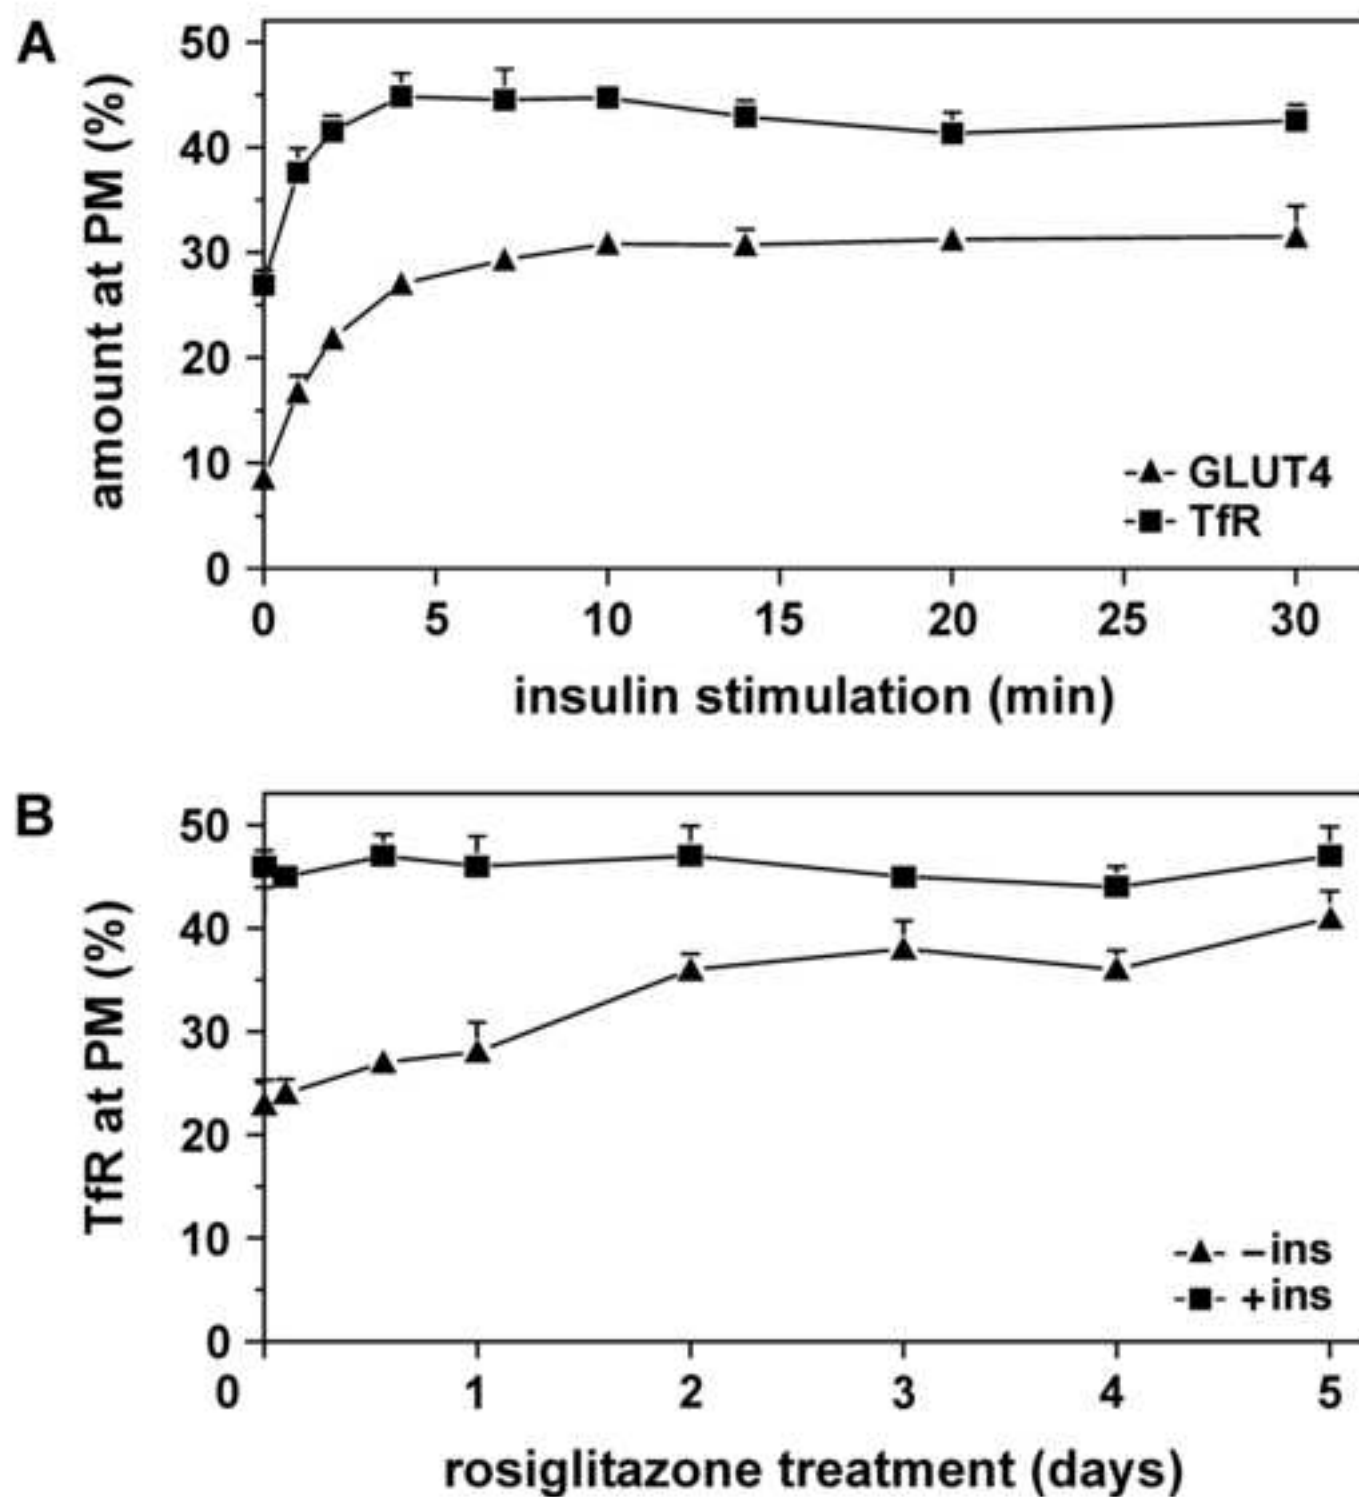 A
amount at PM (%)
50
40
30
20
10
0
0 5 10 15 20 25 30
insulin stimulation (min)
GLUT4
TfR
B
TfR at PM (%)
50
40
30
20
10
0
0 1 2 3 4 5
rosiglitazone treatment (days)
−ins
+ins